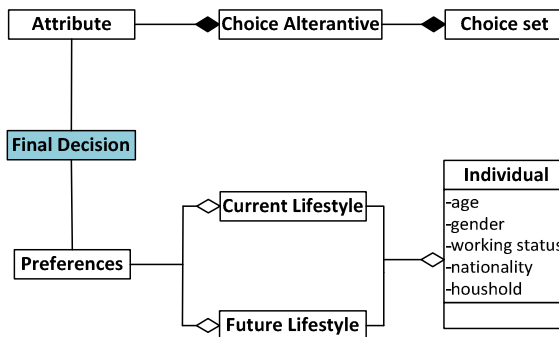 Attribute
Choice Alterantive
Choice set
Final Decision
Individual
-age
-gender
-working status
-nationality
-houshold
Current Lifestyle
Preferences
Future Lifestyle